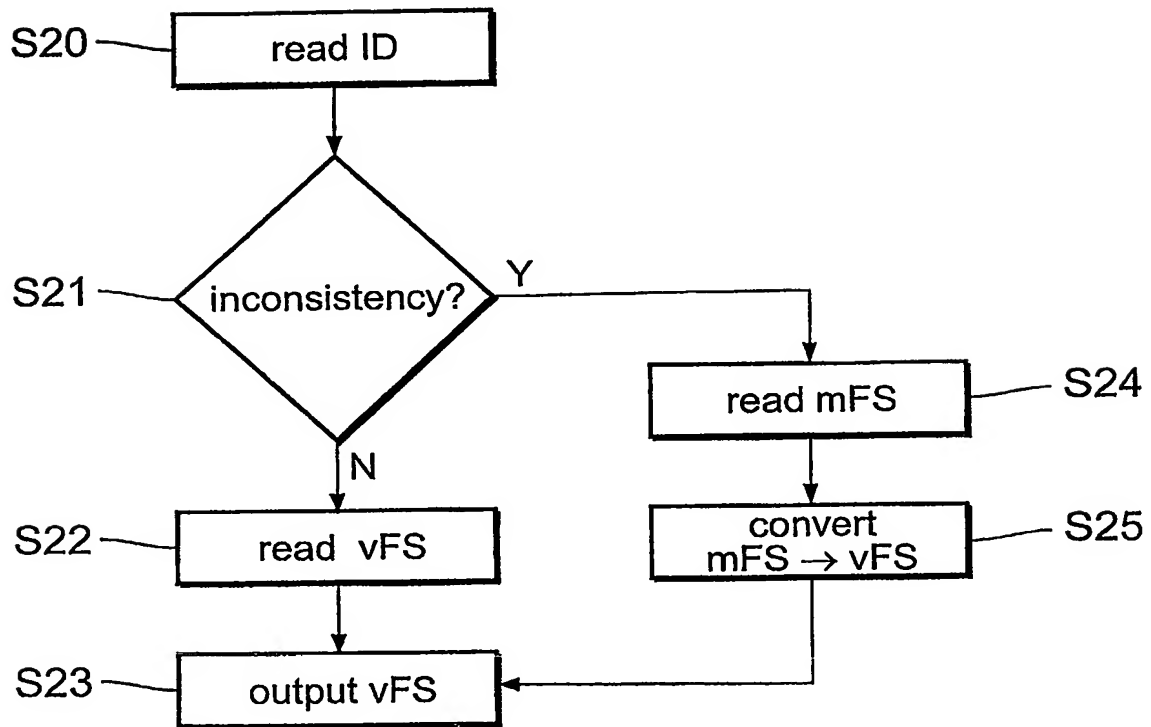 S20
read ID
S21
inconsistency?
Y
N
read mFS
S24
S22
read vFS
convert
mFS → vFS
S25
S23
output vFS